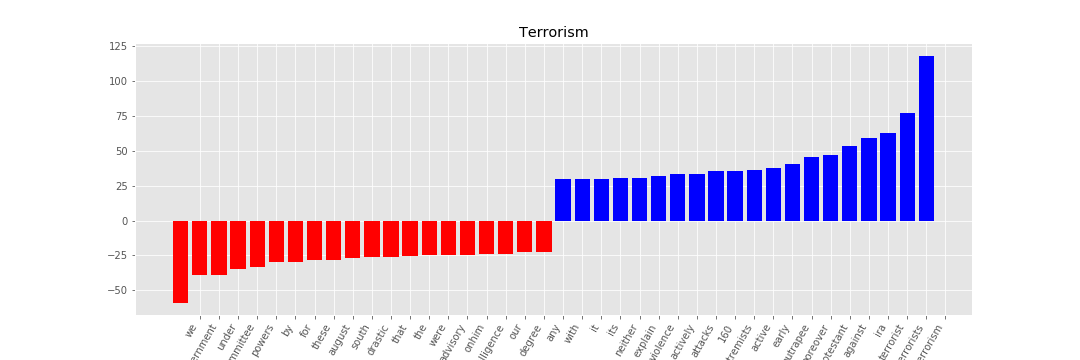 Terrorism
125
100
75
50
25
0
−25
−50
we
under
powers
by
for
these
august
south
drastic
that
the
were
advisory
onhim
our
degree
any
with
it
its
neither
explain
violence
actively
attacks
160
active
early
against
ira
terrorist